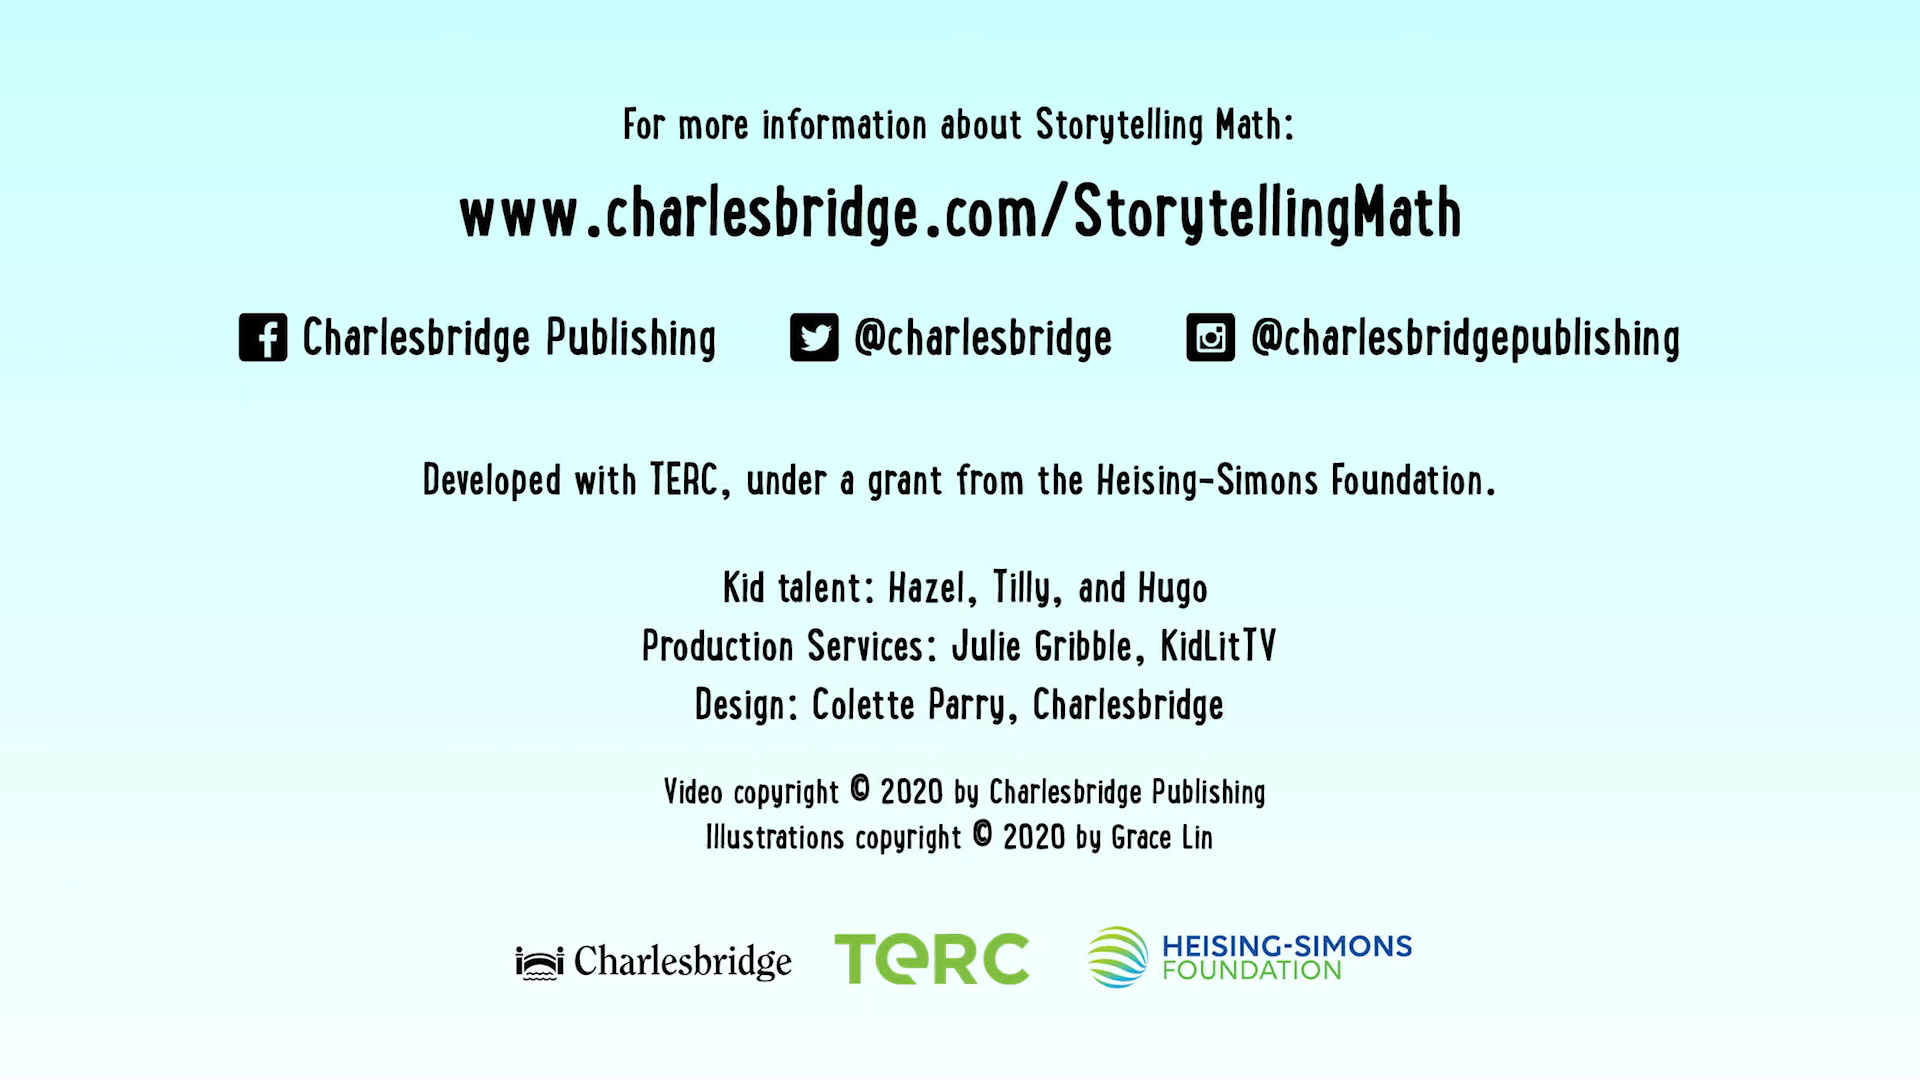 For more information about Storytelling Math:
www.charlesbridge.com/StorytellingMath
Charlesbridge Publishing @charlesbridge @charlesbridgepublishing
Developed with TERC, under a grant from the Heising-Simons Foundation.
Kid talent: Hazel, Tilly, and Hugo
Production Services: Julie Gribble, KidLitTV
Design: Colette Parry, Charlesbridge
Video copyright © 2020 by Charlesbridge Publishing
Illustrations copyright © 2020 by Grace Lin
Charlesbridge TERC HEISING-SIMONS
FOUNDATION